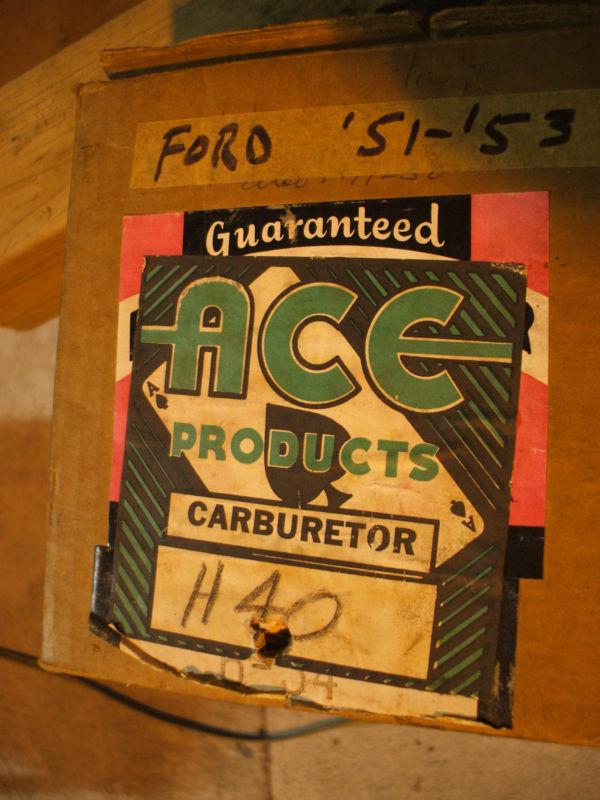 FORD '51-'53
Guaranteed
ACE
A
PRODUCTS
A
CARBURETOR
H 40